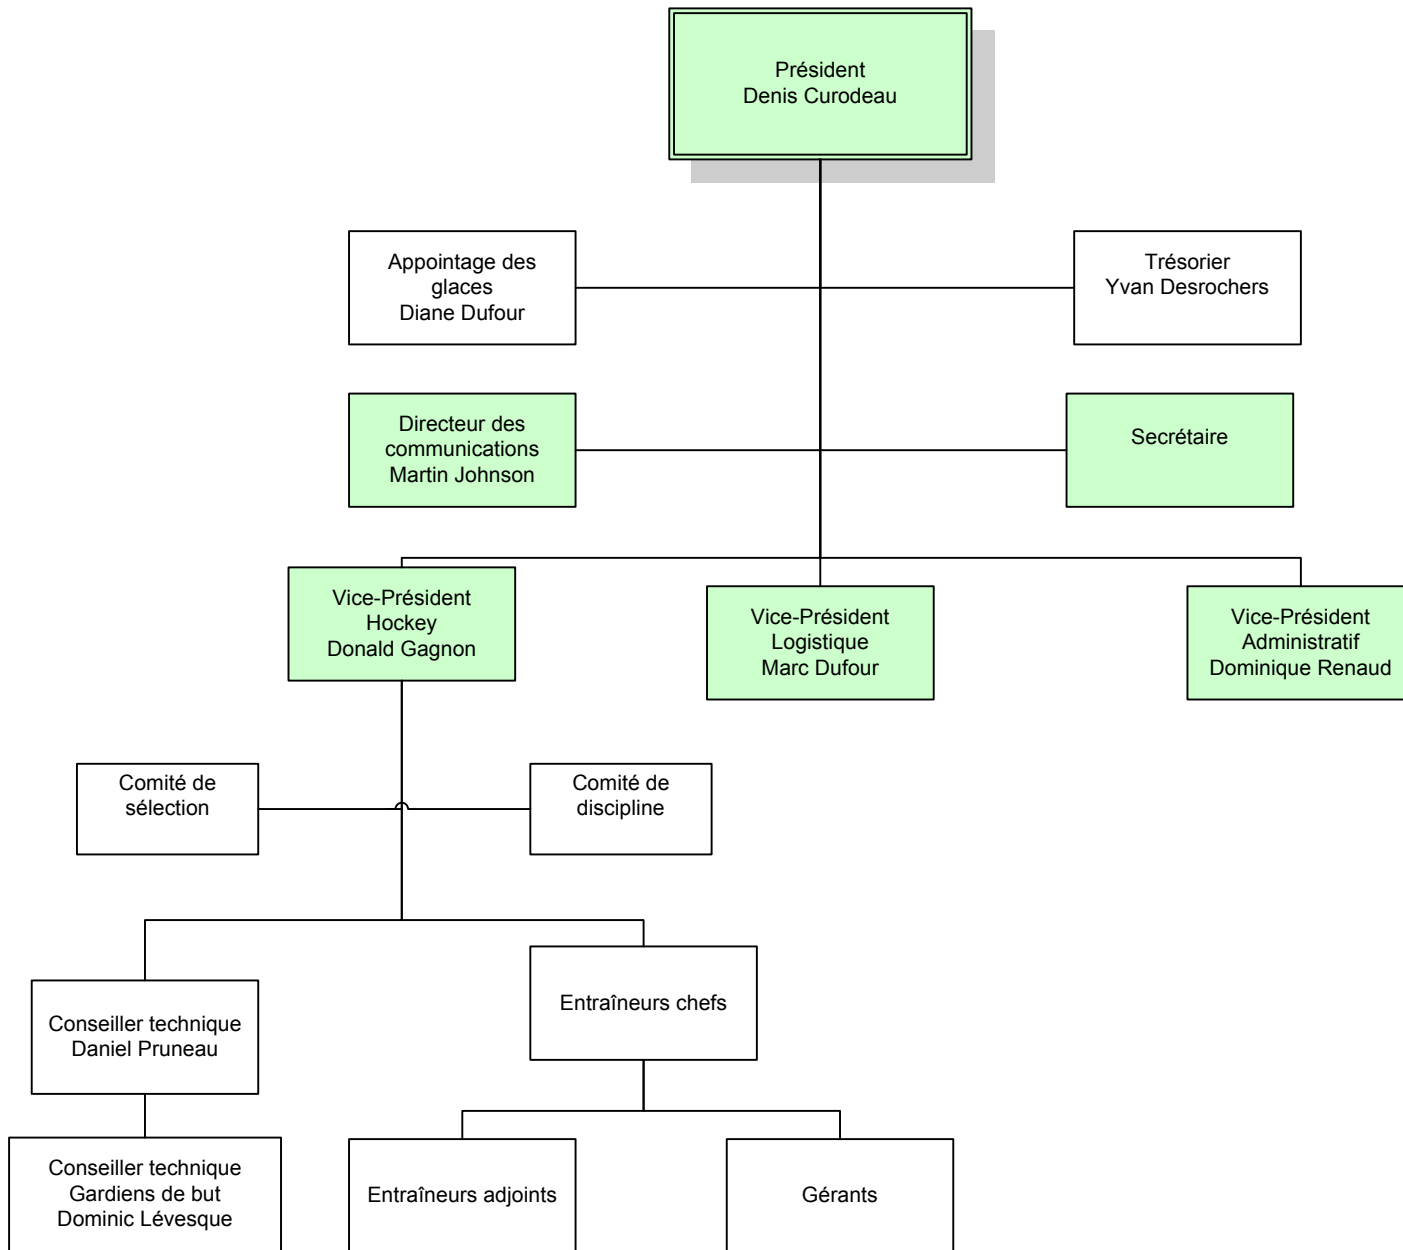 Président
Denis Curodeau
Appointage des
glaces
Diane Dufour
Trésorier
Yvan Desrochers
Directeur des
communications
Martin Johnson
Secrétaire
Vice-Président
Hockey
Donald Gagnon
Vice-Président
Logistique
Marc Dufour
Vice-Président
Administratif
Dominique Renaud
Comité de
sélection
Comité de
discipline
Conseiller technique
Daniel Pruneau
Entraîneurs chefs
Conseiller technique
Gardiens de but
Dominic Lévesque
Entraîneurs adjoints
Gérants